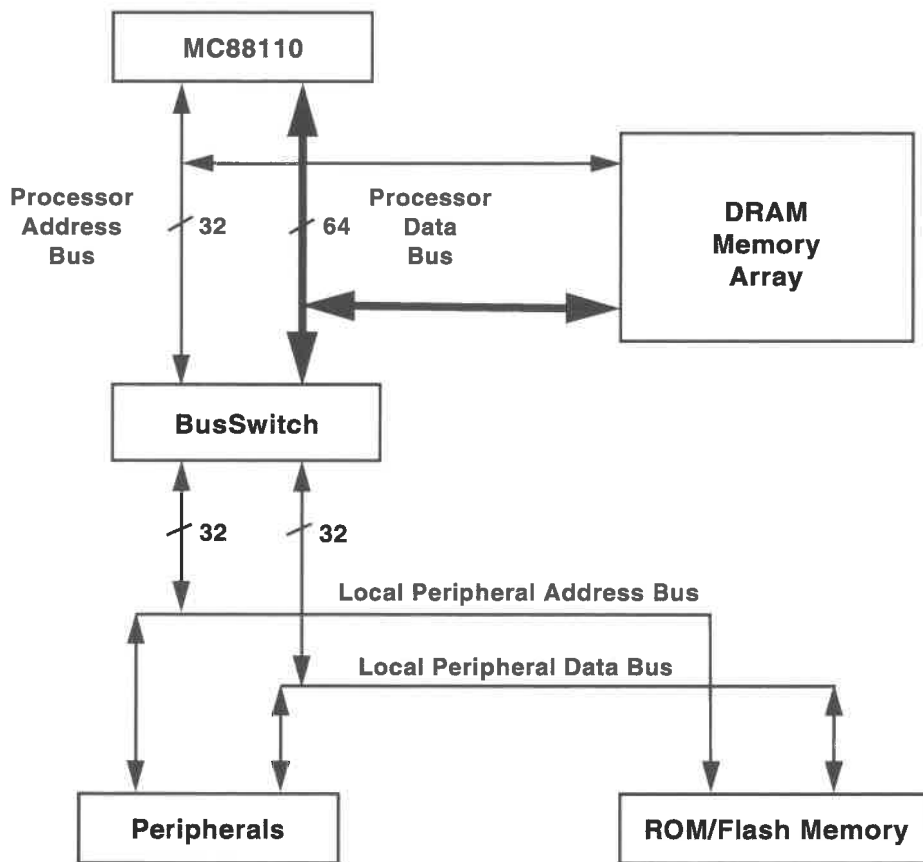 MC88110
Processor
Address
Bus
32
64
Processor
Data
Bus
DRAM
Memory
Array
BusSwitch
32
32
Local Peripheral Address Bus
Local Peripheral Data Bus
Peripherals
ROM/Flash Memory